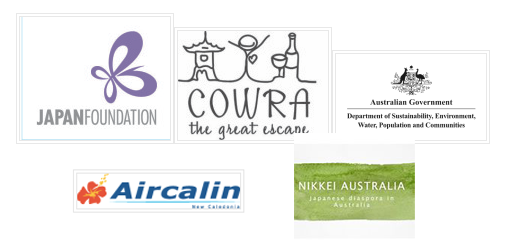 JAPANFOUNDATION
COWRA
the great escape
Australian Government
Department of Sustainability, Environment,
Water, Population and Communities
Aircalin
New Caledonia
NIKKEI AUSTRALIA
japanese diaspora in
Australia